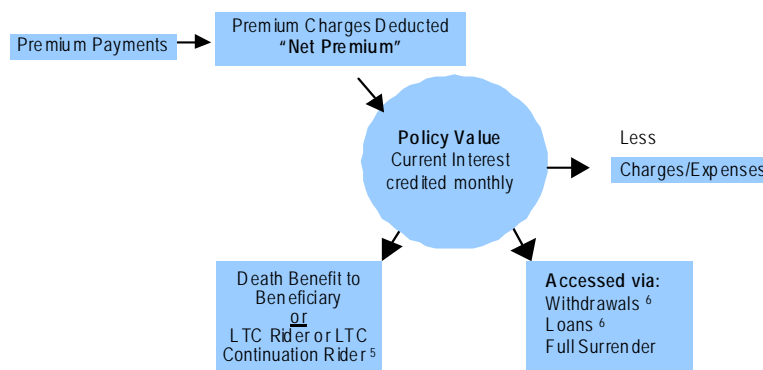 Premium Payments
Premium Charges Deducted
“Net Premium”
Policy Value
Current Interest
credited monthly
Less
Charges/Expenses
Death Benefit to
Beneficiary
or
LTC Rider or LTC
Continuation Rider 5
Accessed via:
Withdrawals 6
Loans 6
Full Surrender